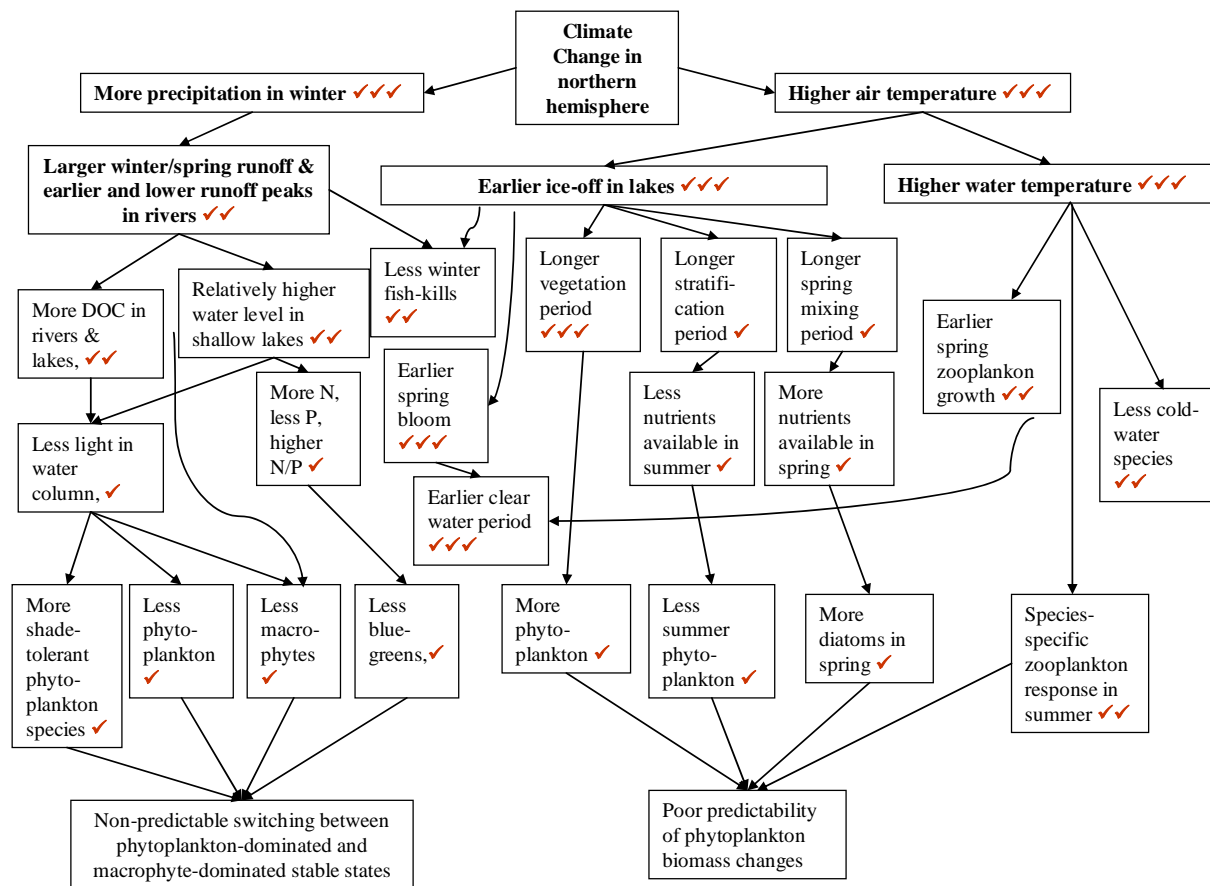 Climate
Change in
northern
hemisphere
More precipitation in winter ✓✓✓
Higher air temperature ✓✓✓
Larger winter/spring runoff &
earlier and lower runoff peaks
in rivers ✓✓
Earlier ice-off in lakes ✓✓✓
Higher water temperature ✓✓✓
More DOC in
rivers &
lakes, ✓✓
Relatively higher
water level in
shallow lakes ✓✓
Less winter
fish-kills
✓✓
Longer
vegetation
period
✓✓✓
Longer
stratifi-
cation
period ✓
Longer
spring
mixing
period ✓
Earlier
spring
zooplankon
growth ✓✓
Less cold-
water
species
✓✓
Less light in
water
column, ✓
More N,
less P,
higher
N/P ✓
Earlier
spring
bloom
✓✓✓
Less
nutrients
available in
summer ✓
More
nutrients
available in
spring ✓
Earlier clear
water period
✓✓✓
More
shade-
tolerant
phyto-
plankton
species ✓
Less
phyto-
plankton
✓
Less
macro-
phytes
✓
Less
blue-
greens, ✓
More
phyto-
plankton ✓
Less
summer
phyto-
plankton ✓
More
diatoms in
spring ✓
Species-
specific
zooplankton
response in
summer ✓✓
Non-predictable switching between
phytoplankton-dominated and
macrophyte-dominated stable states
Poor predictability
of phytoplankton
biomass changes